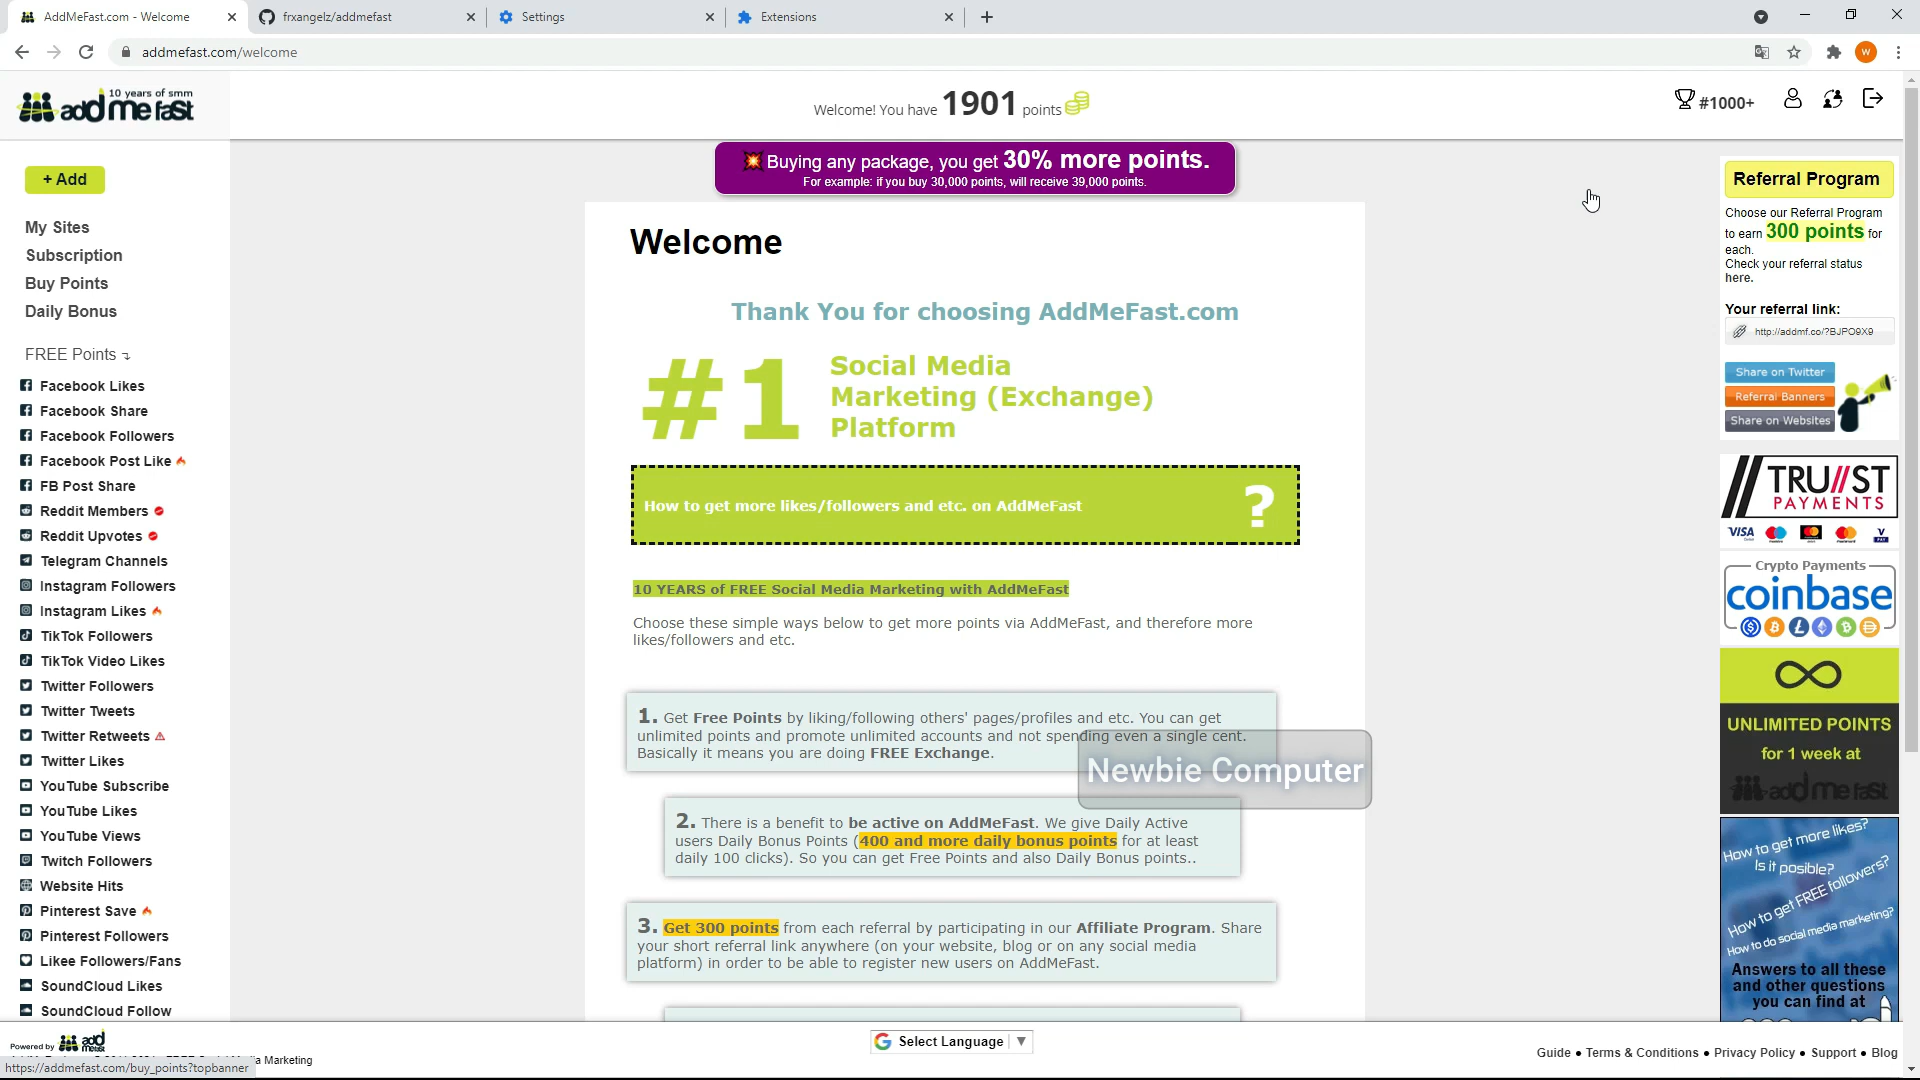 AddMeFast.com - Welcome
frxangelz/addmefast
Settings
Extensions
addmefast.com/welcome
W
10 years of smm
add me fast
Welcome! You have 1901 points
#1000+
+ Add
My Sites
Subscription
Buy Points
Daily Bonus
FREE Points
Facebook Likes
Facebook Share
Facebook Followers
Facebook Post Like
FB Post Share
Reddit Members
Reddit Upvotes
Telegram Channels
Instagram Followers
Instagram Likes
TikTok Followers
TikTok Video Likes
Twitter Followers
Twitter Tweets
Twitter Retweets
Twitter Likes
YouTube Subscribe
YouTube Likes
YouTube Views
Twitch Followers
Website Hits
Pinterest Save
Pinterest Followers
Likee Followers/Fans
SoundCloud Likes
SoundCloud Follow
Buying any package, you get 30% more points.
For example: if you buy 30,000 points, will receive 39,000 points.
Welcome
Thank You for choosing AddMeFast.com
#1
Social Media
Marketing (Exchange)
Platform
How to get more likes/followers and etc. on AddMeFast
?
10 YEARS of FREE Social Media Marketing with AddMeFast
Choose these simple ways below to get more points via AddMeFast, and therefore more
likes/followers and etc.
1. Get Free Points by liking/following others' pages/profiles and etc. You can get
unlimited points and promote unlimited accounts and not spending even a single cent.
Basically it means you are doing FREE Exchange.
Newbie Computer
2. There is a benefit to be active on AddMeFast. We give Daily Active
users Daily Bonus Points (400 and more daily bonus points for at least
daily 100 clicks). So you can get Free Points and also Daily Bonus points..
3. Get 300 points from each referral by participating in our Affiliate Program. Share
your short referral link anywhere (on your website, blog or on any social media
platform) in order to be able to register new users on AddMeFast.
Referral Program
Choose our Referral Program
to earn 300 points for
each.
Check your referral status
here.
Your referral link:
http://addmf.co/?BJPO9X9
Share on Twitter
Referral Banners
Share on Websites
TRU//ST
PAYMENTS
VISA
Crypto Payments
coinbase
UNLIMITED POINTS
for 1 week at
add me fast
How to get more likes?
Is it posible?
How to get FREE followers?
How to do social media marketing?
Answers to all these
and other questions
you can find at
Powered by add me fast
a Marketing
https://addmefast.com/buy_points?topbanner
Select Language
Guide • Terms & Conditions • Privacy Policy • Support • Blog